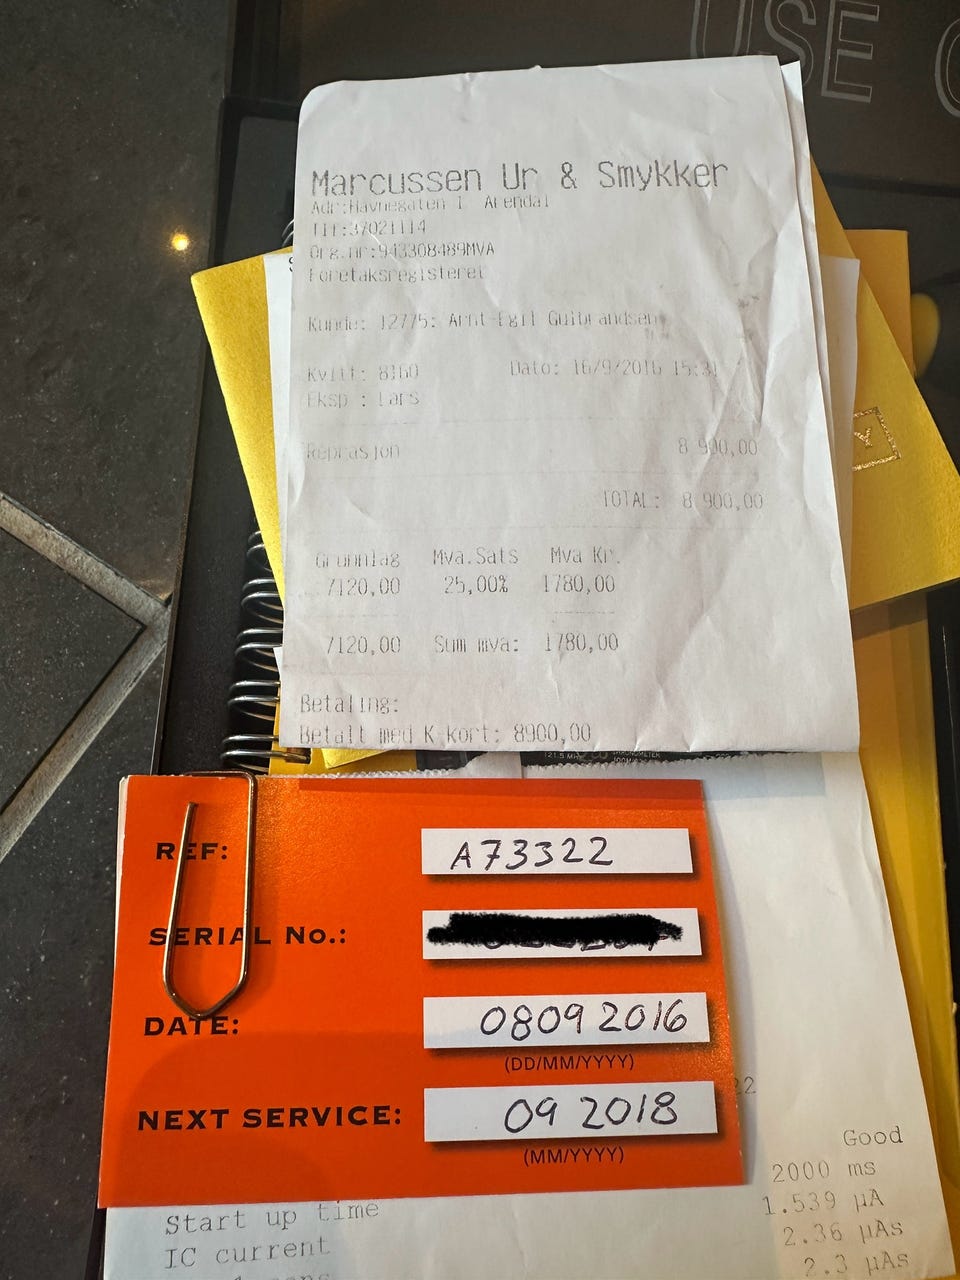 USE
Marcussen Ur & Smykker
Adr:Havnegaten 1 Arendal
Tlf:37021114
Org.nr:943308489MVA
Foretaksregisteret
Kunde: 12775: Arnt-Egil Gulbrandsen
Kvitt: 8160 Dato: 16/9/2016 15:31
Eksp : Lars
Reprasjon 8 900,00
TOTAL: 8 900,00
Grunnlag Mva.Sats Mva Kr.
7120,00 25,00% 1780,00
7120,00 Sum mva: 1780,00
Betaling:
Betalt med K.kort: 8900,00
REF: A73322
SERIAL No.:
DATE: 08 09 2016
(DD/MM/YYYY)
NEXT SERVICE: 09 2018
(MM/YYYY)
22
Good
2000 ms
Start up time 1.539 µA
IC current 2.36 µAs
2.3 µAs